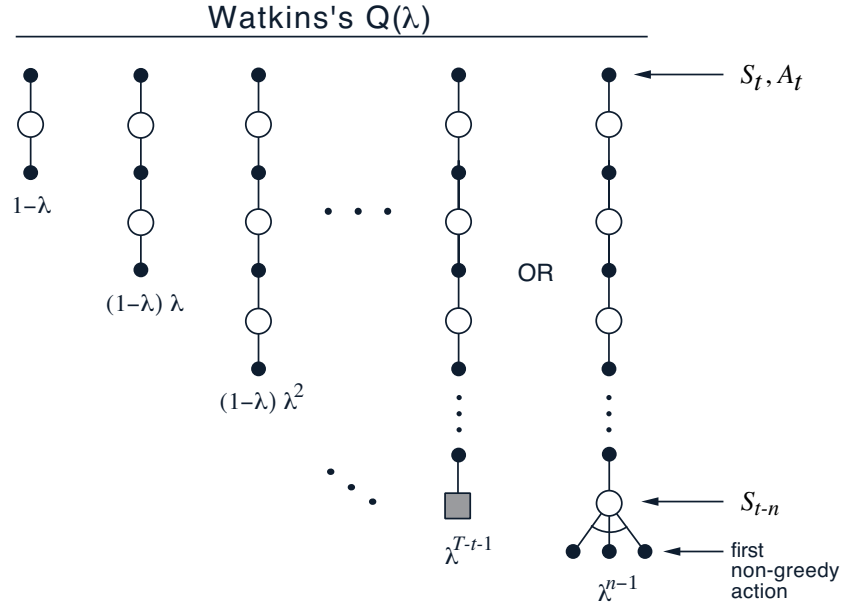 Watkins's Q(λ)
S_t, A_t
1−λ
OR
(1−λ) λ
(1−λ) λ^2
S_{t-n}
λ^{T-t-1}
first
non-greedy
action
λ^{n−1}